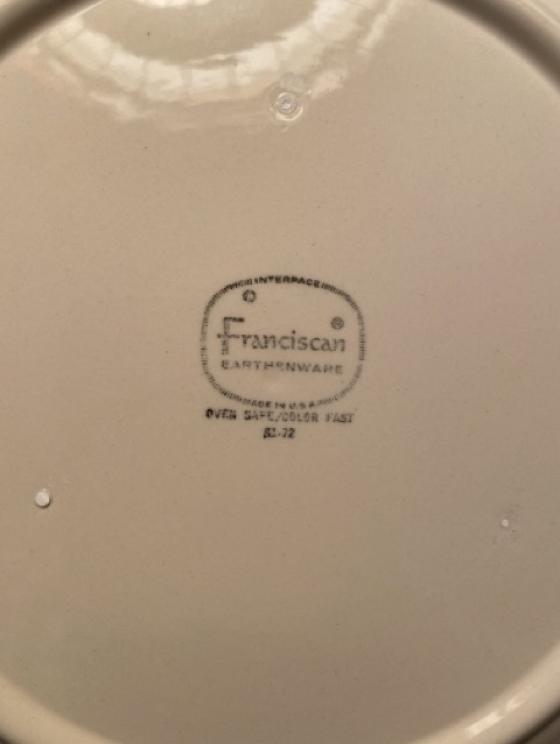 INTERPACE
©
®
Franciscan
EARTHENWARE
MADE IN U.S.A.
OVEN SAFE/COLOR FAST